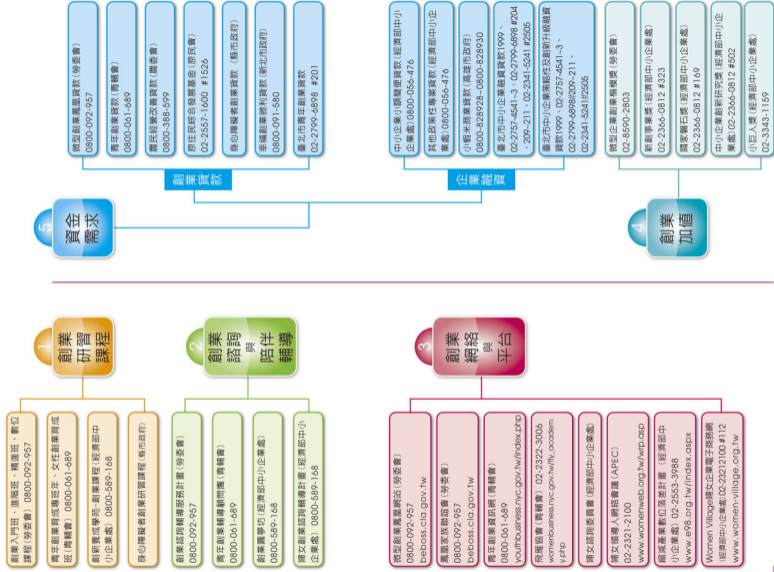 1
創業
研習
課程
創業入門班、進階班、精進班、數位
課程(勞委會) 0800-092-957
青年創業育成專班年、女性創業育成
班(青輔會) 0800-061-689
創新養成學苑-創業課程(經濟部中
小企業處) 0800-589-168
身心障礙者創業研習課程(縣市政府)
2
創業
諮詢
與
陪伴
輔導
創業諮詢輔導服務計畫(勞委會)
0800-092-957
青年創業輔導顧問團(青輔會)
0800-061-689
創業圓夢坊(經濟部中小企業處)
0800-589-168
婦女創業諮詢輔導計畫(經濟部中小
企業處) 0800-589-168
3
創業
網絡
與
平台
微型創業鳳凰網站(勞委會)
0800-092-957
beboss.cla.gov.tw
鳳凰家族聯誼會(勞委會)
0800-092-957
beboss.cla.gov.tw
青年創業資訊網(青輔會)
0800-061-689
youthbusiness.nyc.gov.tw/index.php
飛雁協會(青輔會) 02-2322-3006
womenbusiness.nyc.gov.tw/fly_academ
y.php
婦女諮詢委員會(經濟部中小企業處)
婦女領導人網絡會議(APEC)
02-2321-2100
www.womenweb.org.tw/wrp.asp
縮減產業數位落差計畫(經濟部中
小企業處) 02-2553-3988
www.e98.org.tw/index.aspx
Women Village婦女企業電子商務網
(經濟部中小企業處) 02-23212100 #112
www.women-village.org.tw
5
資金
需求
創業貸款
微型創業鳳凰貸款(勞委會)
0800-092-957
青年創業貸款(青輔會)
0800-061-689
農民經營改善貸款(農委會)
0800-388-599
原住民綜合發展基金(原民會)
02-2557-1600 #1526
身心障礙者創業貸款(縣市政府)
幸福創業微利貸款(新北市政府)
0800-091-580
臺北市青年創業貸款
02-2799-6898 #201
企業融資
中小企業小額簡便貸款(經濟部中小
企業處) 0800-056-476
其他政策性專案貸款(經濟部中小企
業處) 0800-056-476
小蝦米商業貸款(高雄市政府)
0800-828928~0800-828930
臺北市中小企業融資貸款1999、
02-2757-4541~3、02-2799-6898 #204
、209-211、02-2341-5241 #2505
臺北市中小企業策略性及創新升級融資
貸款1999、02-2757-4541~3、
02-2799-6898#209-211、
02-2341-5241#2505
4
創業
加值
微型企業創業楷模獎(勞委會)
02-8590-2803
新創事業獎(經濟部中小企業處)
02-2366-0812 #323
國家磐石獎(經濟部中小企業處)
02-2366-0812 #169
中小企業創新研究獎(經濟部中小企
業處) 02-2366-0812 #502
小巨人獎(經濟部中小企業處)
02-3343-1159